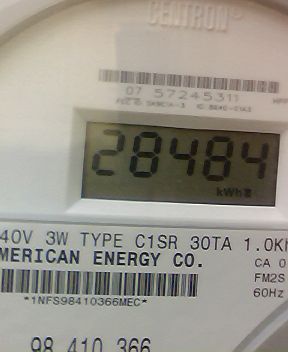 CENTRON®
07 57245311
28484
kWh
40V 3W TYPE C1SR 30TA 1.0Kh
MERICAN ENERGY CO.
CA 0
FM2S
*1NFS98410366MEC*
60Hz
98 410 366